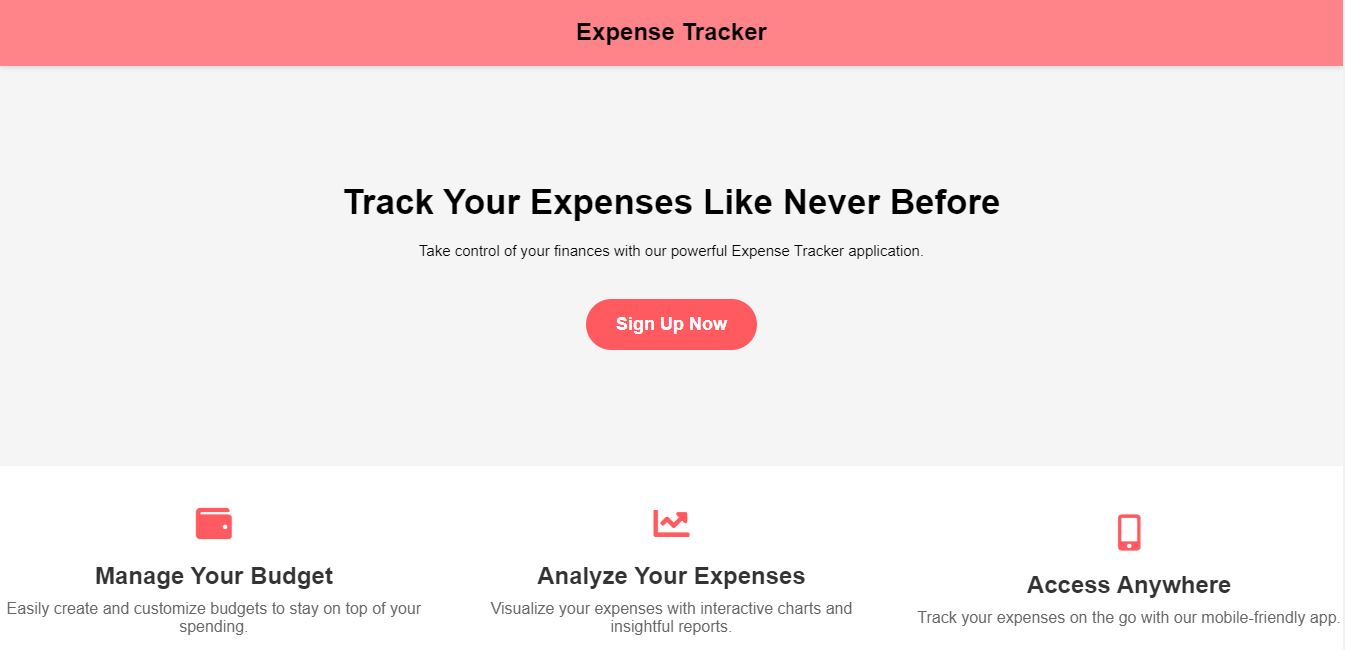 Expense Tracker
Track Your Expenses Like Never Before
Take control of your finances with our powerful Expense Tracker application.
Sign Up Now
Manage Your Budget
Easily create and customize budgets to stay on top of your
spending.
Analyze Your Expenses
Visualize your expenses with interactive charts and
insightful reports.
Access Anywhere
Track your expenses on the go with our mobile-friendly app.